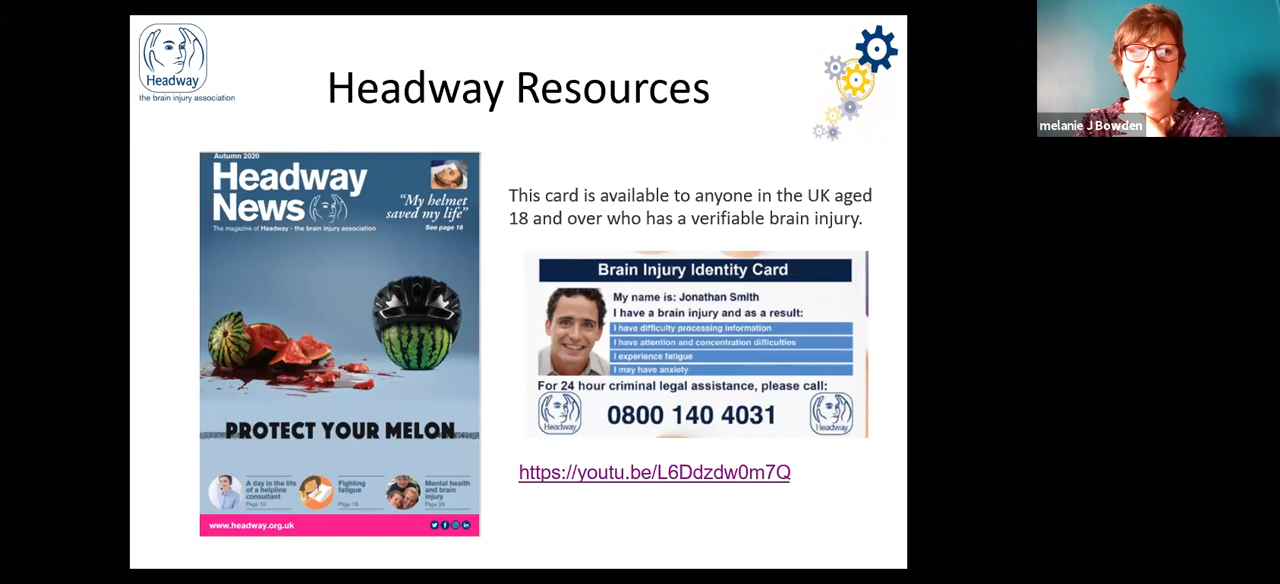 Headway
the brain injury association
Headway Resources
melanie J Bowden
Autumn 2020
Headway
News
The magazine of Headway - the brain injury association
"My helmet
saved my life"
See page 16
PROTECT YOUR MELON
A day in the life
of a helpline
consultant
Fighting
fatigue
Mental health
and brain
injury
www.headway.org.uk
This card is available to anyone in the UK aged
18 and over who has a verifiable brain injury.
Brain Injury Identity Card
My name is: Jonathan Smith
I have a brain injury and as a result:
I have difficulty processing information
I have attention and concentration difficulties
I experience fatigue
I may have anxiety
For 24 hour criminal legal assistance, please call:
Headway
0800 140 4031
Headway
https://youtu.be/L6Ddzdw0m7Q